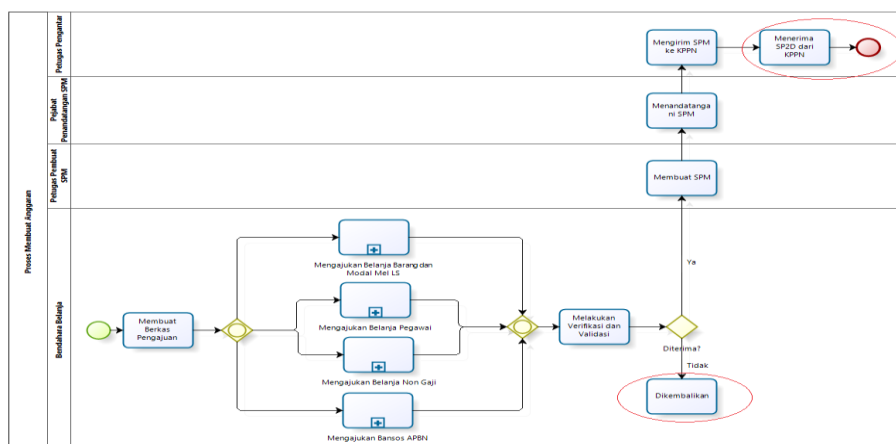 Proses Membuat Anggaran
Petugas Pengantar
Mengirim SPM
ke KPPN
Menerima
SP2D dari
KPPN
Pejabat
Penandatangan SPM
Menandatanga
ni SPM
Petugas Pembuat
SPM
Membuat SPM
Bendahara Belanja
Membuat
Berkas
Pengajuan
Mengajukan Belanja Barang dan
Modal Mel LS
Mengajukan Belanja Pegawai
Mengajukan Belanja Non Gaji
Mengajukan Bansos APBN
Melakukan
Verifikasi dan
Validasi
Ya
Diterima?
Tidak
Dikembalikan